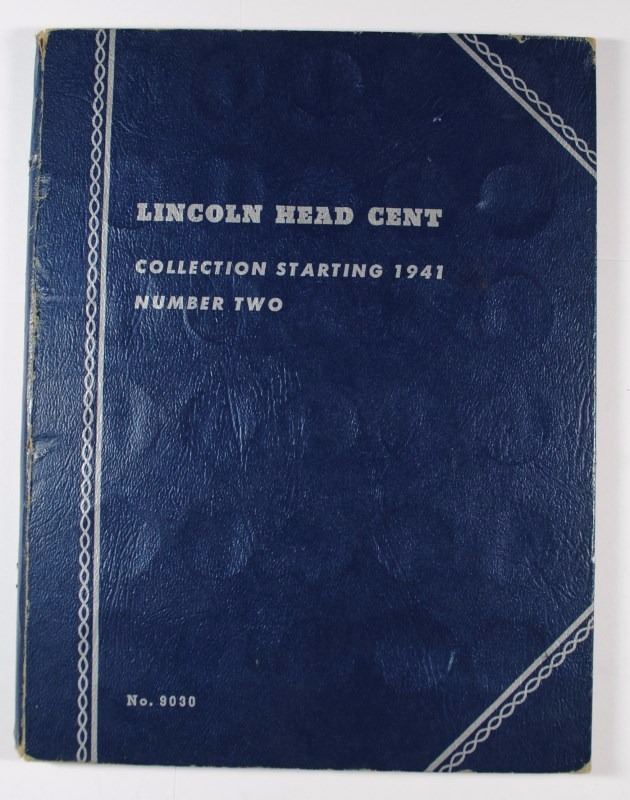 LINCOLN HEAD CENT
COLLECTION STARTING 1941
NUMBER TWO
No. 9030